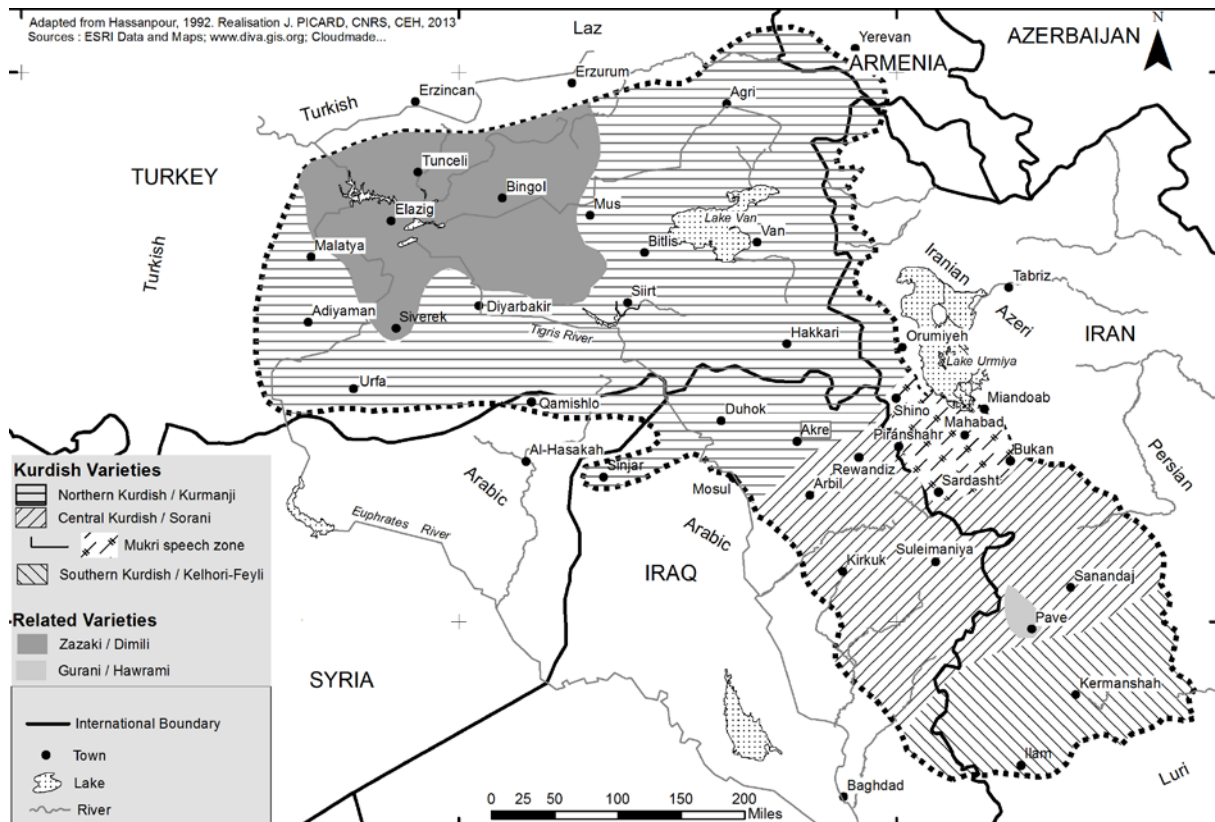 Adapted from Hassanpour, 1992. Realisation J. PICARD, CNRS, CEH, 2013
Sources : ESRI Data and Maps; www.diva.gis.org; Cloudmade...
Laz
Yerevan
AZERBAIJAN
N
ARMENIA
Erzurum
Erzincan
Agri
Turkish
TURKEY
Tunceli
Bingol
Elazig
Mus
Lake Van
Van
Bitlis
Malatya
Turkish
Iranian
Tabriz
Azeri
IRAN
Siirt
Diyarbakir
Adiyaman
Siverek
Tigris River
Hakkari
Orumiyeh
Lake Urmiya
Urfa
Qamishlo
Shino
Miandoab
Duhok
Mahabad
Akre
Piranshahr
Bukan
Al-Hasakah
Rewandiz
Persian
Sinjar
Arabic
Mosul
Arbil
Sardasht
Arabic
Euphrates River
IRAQ
Kirkuk
Suleimaniya
Sanandaj
Pave
SYRIA
Kermanshah
Ilam
Luri
Baghdad
Kurdish Varieties
Northern Kurdish / Kurmanji
Central Kurdish / Sorani
Mukri speech zone
Southern Kurdish / Kelhori-Feyli
Related Varieties
Zazaki / Dimili
Gurani / Hawrami
International Boundary
Town
Lake
River
0 25 50 100 150 200
Miles